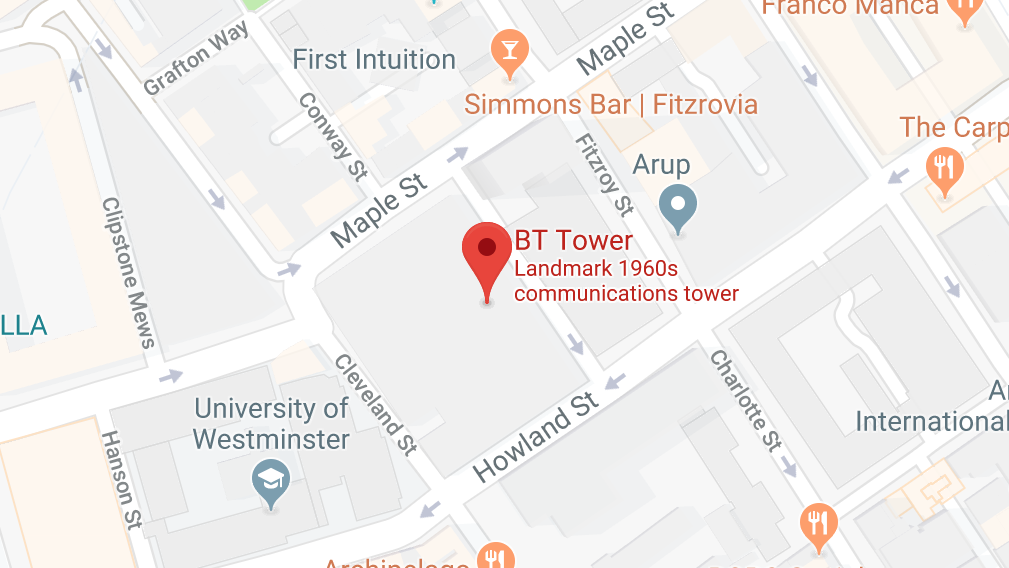 Franco Manca
Maple St
Grafton Way
First Intuition
Simmons Bar | Fitzrovia
Conway St
The Carp
Fitzroy St
Arup
Maple St
Clipstone Mews
BT Tower
Landmark 1960s
communications tower
LLA
Cleveland St
Charlotte St
University of
Westminster
International
Howland St
Hanson St
Archipelago